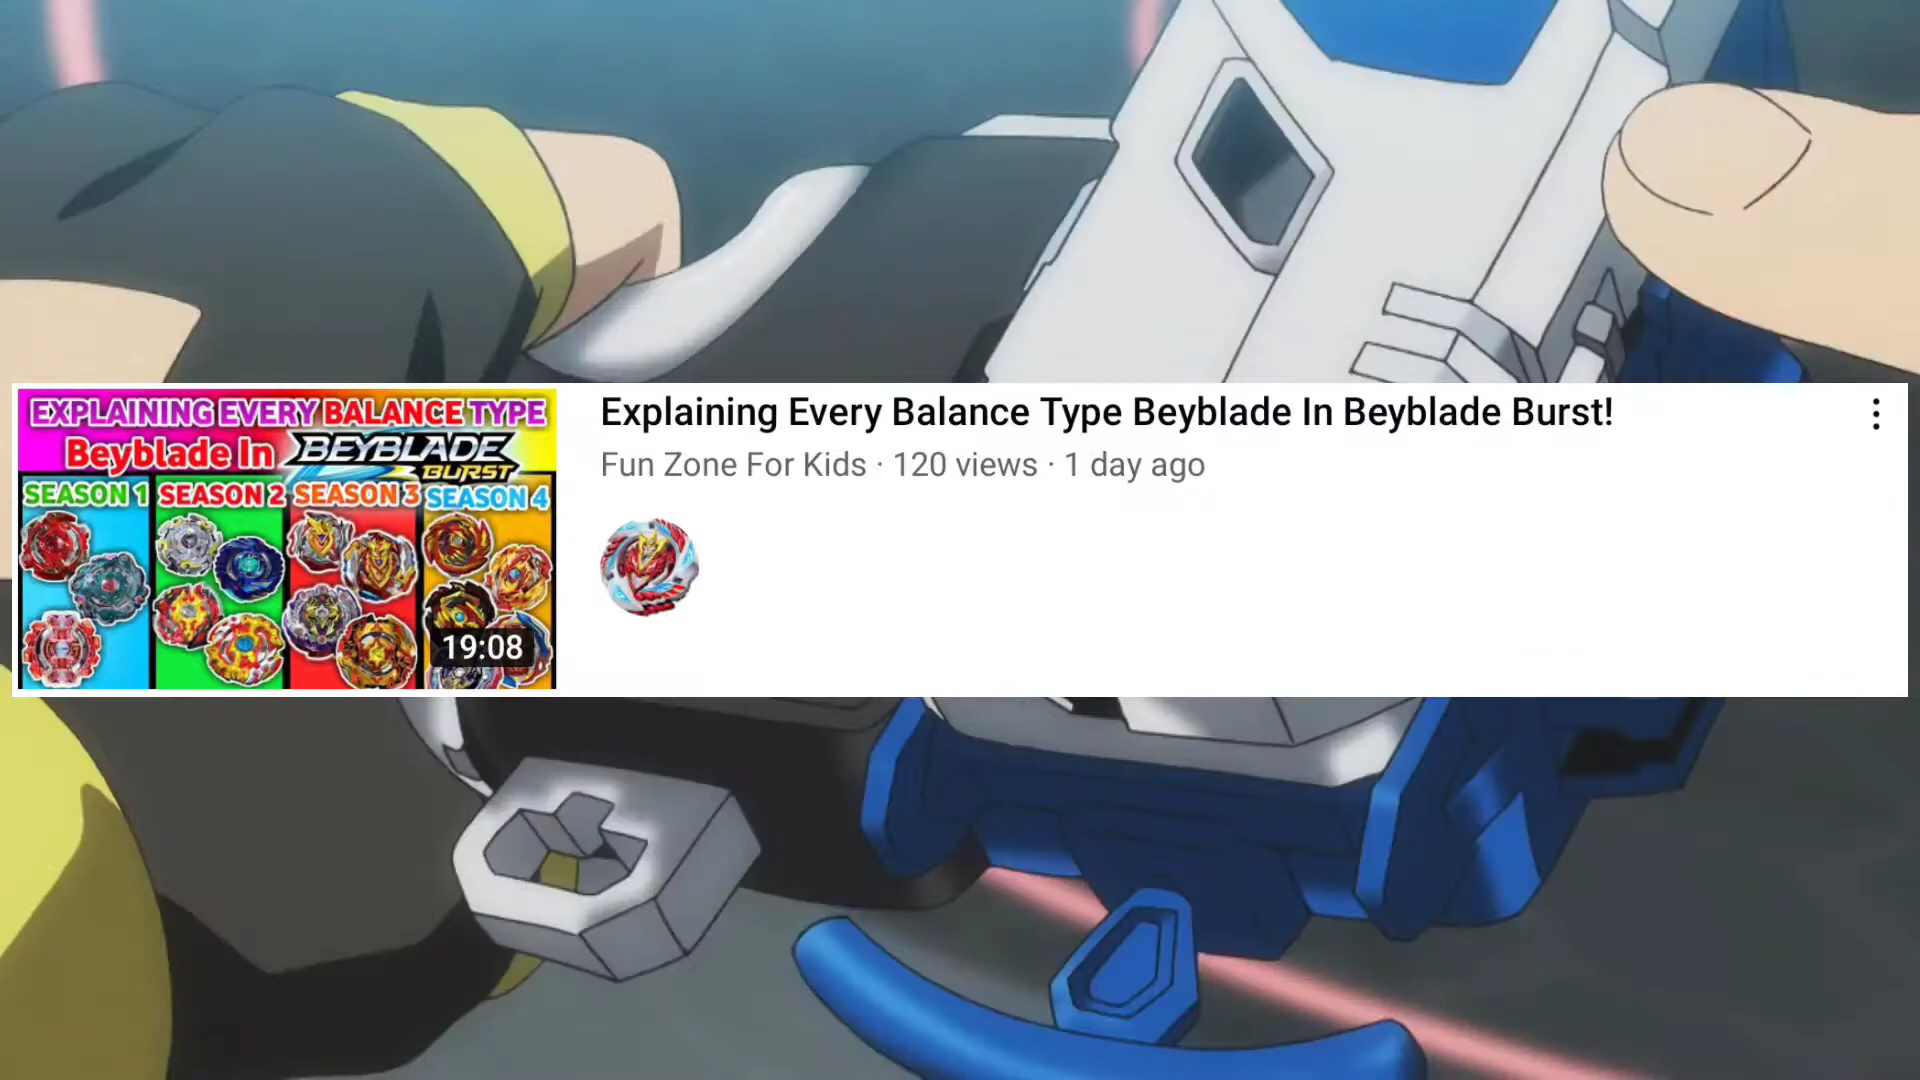 EXPLAINING EVERY BALANCE TYPE
Beyblade In BEYBLADE BURST
SEASON 1 SEASON 2 SEASON 3 SEASON 4
19:08
Explaining Every Balance Type Beyblade In Beyblade Burst!
Fun Zone For Kids · 120 views · 1 day ago